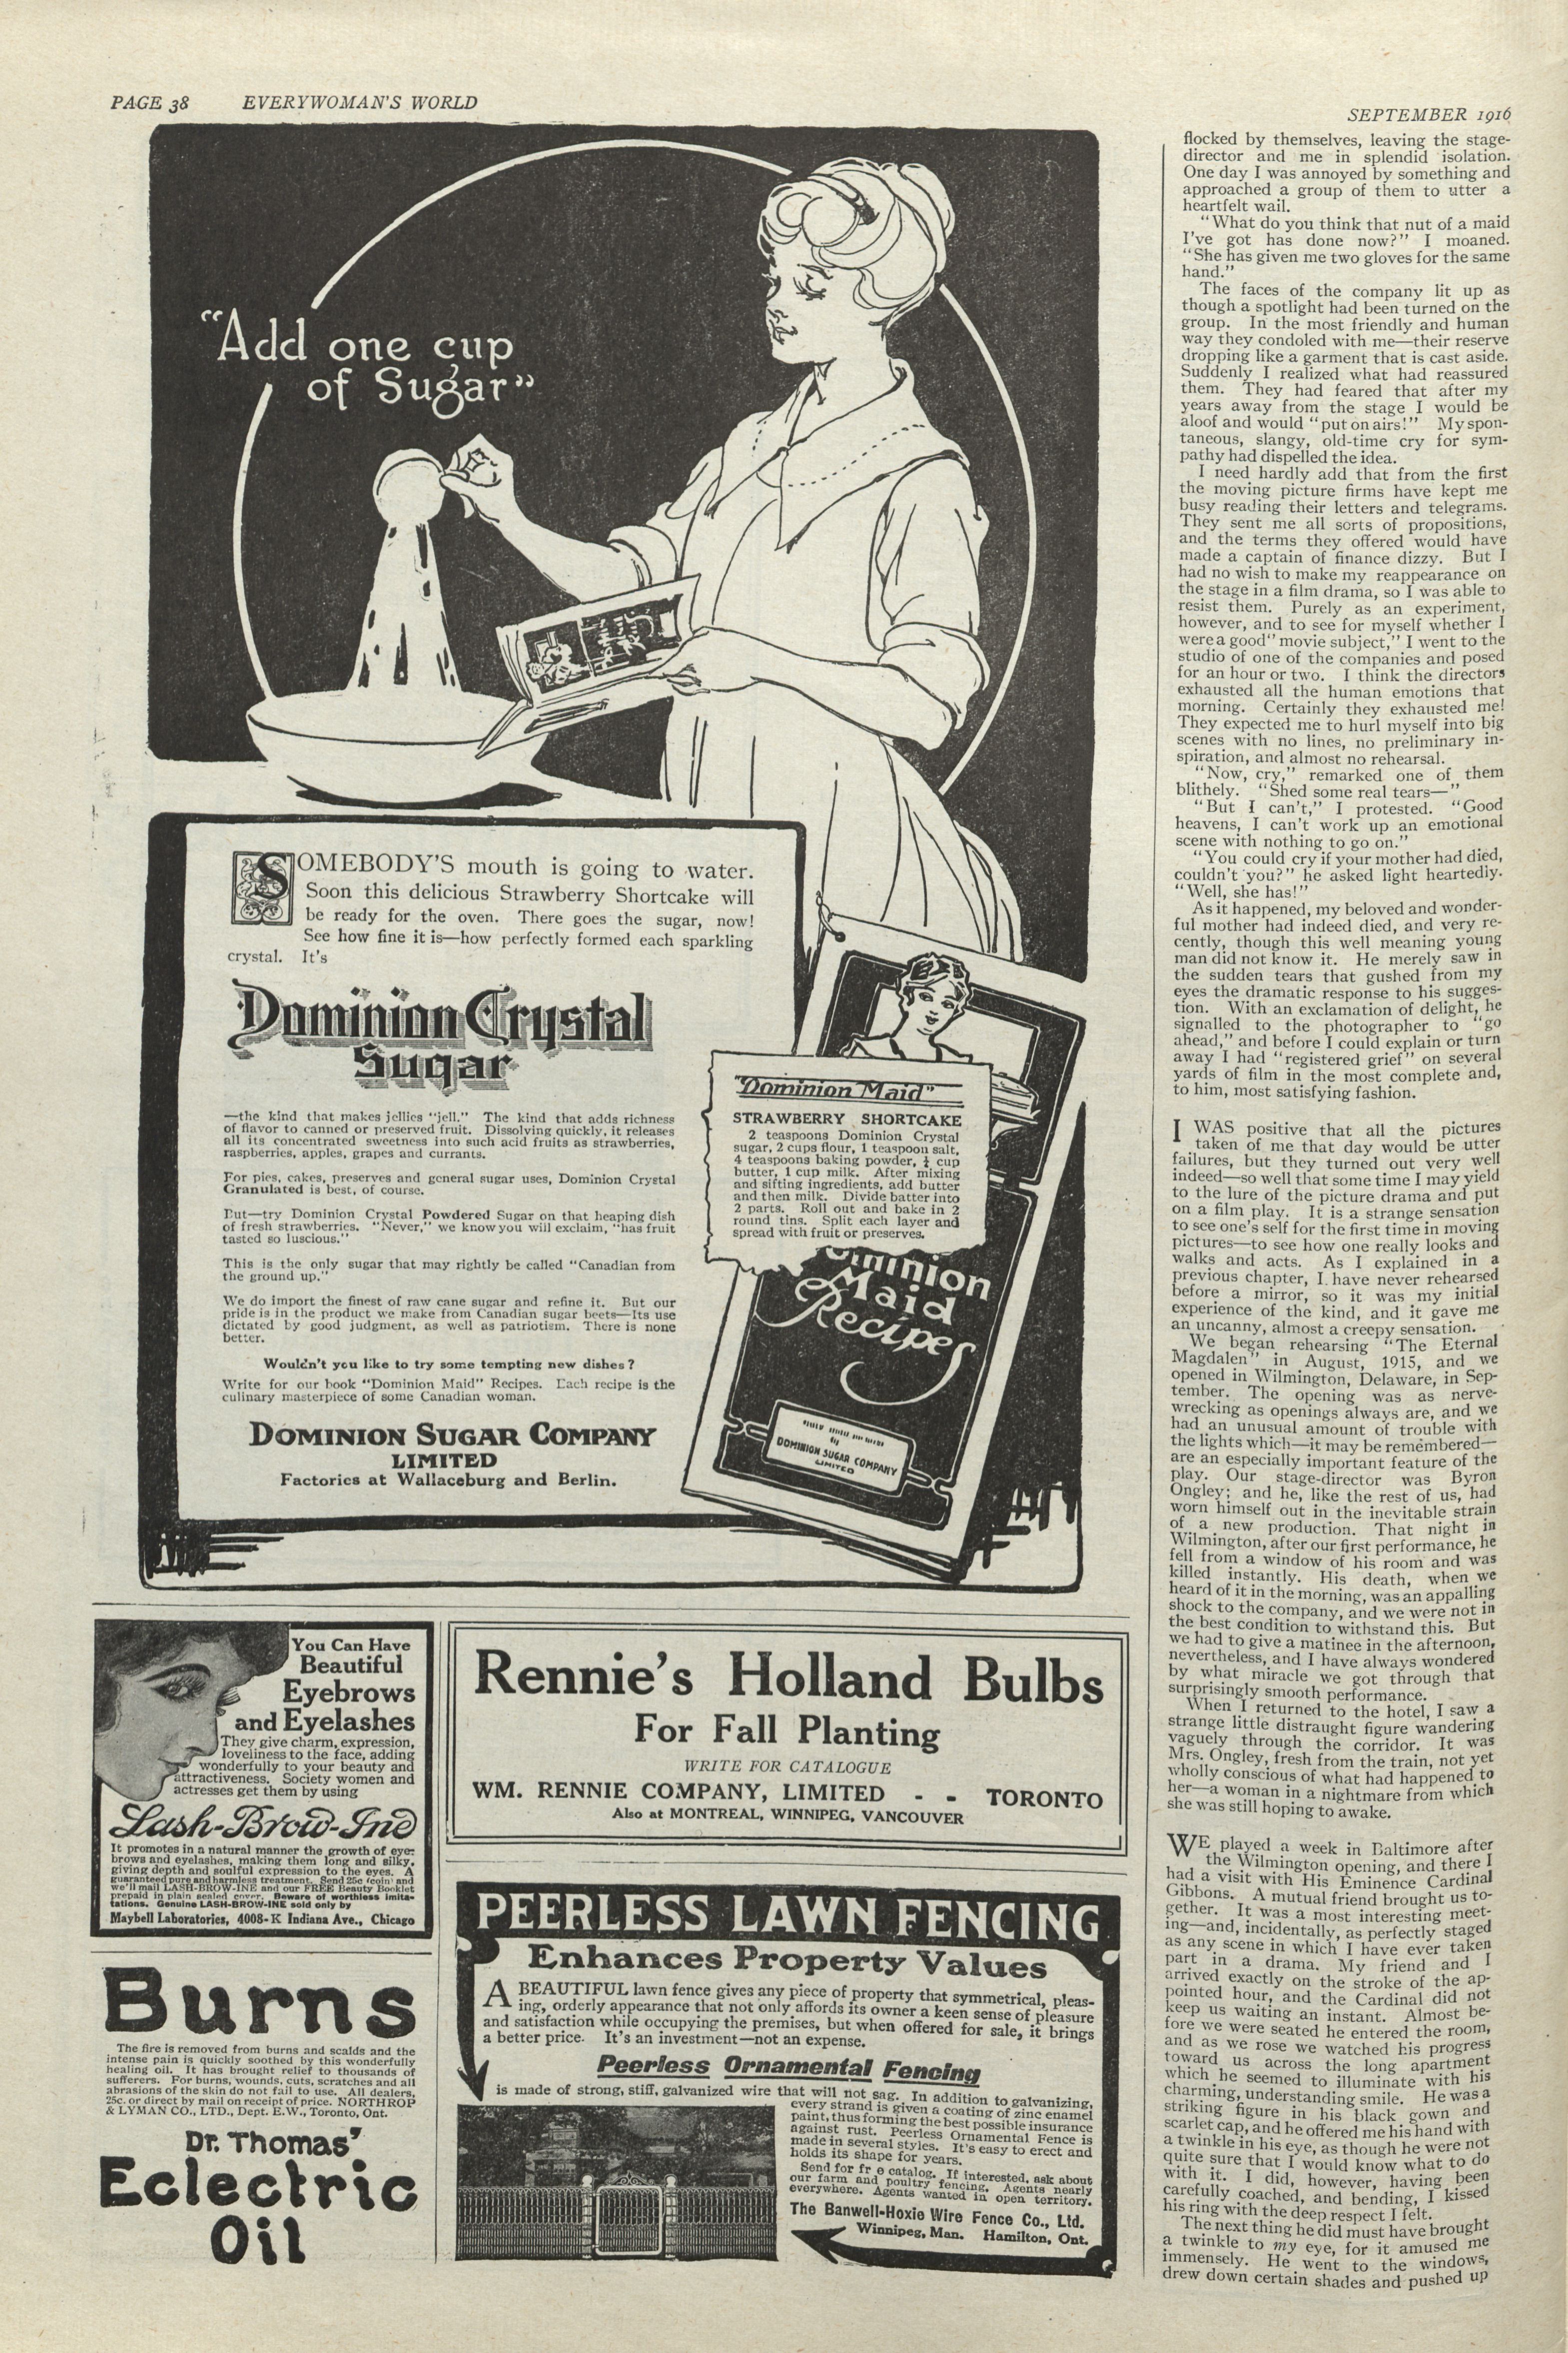 PAGE 38 EVERYWOMAN'S WORLD
SEPTEMBER 1916
"Add one cup
of Sugar"
SOMEBODY'S mouth is going to water.
Soon this delicious Strawberry Shortcake will
be ready for the oven. There goes the sugar, now!
See how fine it is—how perfectly formed each sparkling
crystal. It's
Dominion Crystal
Sugar
—the kind that makes jellies "jell." The kind that adds richness
of flavor to canned or preserved fruit. Dissolving quickly, it releases
all its concentrated sweetness into such acid fruits as strawberries,
raspberries, apples, grapes and currants.
For pies, cakes, preserves and general sugar uses, Dominion Crystal
Granulated is best, of course.
But—try Dominion Crystal Powdered Sugar on that heaping dish
of fresh strawberries. "Never," we know you will exclaim, "has fruit
tasted so luscious."
This is the only sugar that may rightly be called "Canadian from
the ground up."
We do import the finest of raw cane sugar and refine it. But our
pride is in the product we make from Canadian sugar beets—Its use
dictated by good judgment, as well as patriotism. There is none
better.
Wouldn't you like to try some tempting new dishes?
Write for our book "Dominion Maid" Recipes. Each recipe is the
culinary masterpiece of some Canadian woman.
DOMINION SUGAR COMPANY
LIMITED
Factories at Wallaceburg and Berlin.
"Dominion Maid"
STRAWBERRY SHORTCAKE
2 teaspoons Dominion Crystal
sugar, 2 cups flour, 1 teaspoon salt,
4 teaspoons baking powder, ¼ cup
butter, 1 cup milk. After mixing
and sifting ingredients, add butter
and then milk. Divide batter into
2 parts. Roll out and bake in 2
round tins. Split each layer and
spread with fruit or preserves.
Dominion
Maid
Recipes
by
DOMINION SUGAR COMPANY
LIMITED
You Can Have
Beautiful
Eyebrows
and Eyelashes
They give charm, expression,
loveliness to the face, adding
wonderfully to your beauty and
attractiveness. Society women and
actresses get them by using
Lash-Brow-Ine
It promotes in a natural manner the growth of eye-
brows and eyelashes, making them long and silky,
giving depth and soulful expression to the eyes. A
guaranteed pure and harmless treatment. Send 25c (coin) and
we'll mail LASH-BROW-INE and our FREE Beauty Booklet
prepaid in plain sealed cover. Beware of worthless imita-
tations. Genuine LASH-BROW-INE sold only by
Maybell Laboratories, 4008-K Indiana Ave., Chicago
Burns
The fire is removed from burns and scalds and the
intense pain is quickly soothed by this wonderfully
healing oil. It has brought relief to thousands of
sufferers. For burns, wounds, cuts, scratches and all
abrasions of the skin do not fail to use. All dealers,
25c. or direct by mail on receipt of price. NORTHROP
& LYMAN CO., LTD., Dept. E.W., Toronto, Ont.
Dr. Thomas'
Eclectric
Oil
Rennie's Holland Bulbs
For Fall Planting
WRITE FOR CATALOGUE
WM. RENNIE COMPANY, LIMITED - - TORONTO
Also at MONTREAL, WINNIPEG, VANCOUVER
PEERLESS LAWN FENCING
Enhances Property Values
A BEAUTIFUL lawn fence gives any piece of property that symmetrical, pleas-
ing, orderly appearance that not only affords its owner a keen sense of pleasure
and satisfaction while occupying the premises, but when offered for sale, it brings
a better price. It's an investment—not an expense.
Peerless Ornamental Fencing
is made of strong, stiff, galvanized wire that will not sag. In addition to galvanizing,
every strand is given a coating of zinc enamel
paint, thus forming the best possible insurance
against rust. Peerless Ornamental Fence is
made in several styles. It's easy to erect and
holds its shape for years.
Send for fr e catalog. If interested, ask about
our farm and poultry fencing. Agents nearly
everywhere. Agents wanted in open territory.
The Banwell-Hoxie Wire Fence Co., Ltd.
Winnipeg, Man. Hamilton, Ont.
flocked by themselves, leaving the stage-
director and me in splendid isolation.
One day I was annoyed by something and
approached a group of them to utter a
heartfelt wail.
"What do you think that nut of a maid
I've got has done now?" I moaned.
"She has given me two gloves for the same
hand."
The faces of the company lit up as
though a spotlight had been turned on the
group. In the most friendly and human
way they condoled with me—their reserve
dropping like a garment that is cast aside.
Suddenly I realized what had reassured
them. They had feared that after my
years away from the stage I would be
aloof and would "put on airs!" My spon-
taneous, slangy, old-time cry for sym-
pathy had dispelled the idea.
I need hardly add that from the first
the moving picture firms have kept me
busy reading their letters and telegrams.
They sent me all sorts of propositions,
and the terms they offered would have
made a captain of finance dizzy. But I
had no wish to make my reappearance on
the stage in a film drama, so I was able to
resist them. Purely as an experiment,
however, and to see for myself whether I
were a good" movie subject," I went to the
studio of one of the companies and posed
for an hour or two. I think the directors
exhausted all the human emotions that
morning. Certainly they exhausted me!
They expected me to hurl myself into big
scenes with no lines, no preliminary in-
spiration, and almost no rehearsal.
"Now, cry," remarked one of them
blithely. "Shed some real tears—"
"But I can't," I protested. "Good
heavens, I can't work up an emotional
scene with nothing to go on."
"You could cry if your mother had died,
couldn't you?" he asked light heartedly.
"Well, she has!"
As it happened, my beloved and wonder-
ful mother had indeed died, and very re-
cently, though this well meaning young
man did not know it. He merely saw in
the sudden tears that gushed from my
eyes the dramatic response to his sugges-
tion. With an exclamation of delight, he
signalled to the photographer to "go
ahead," and before I could explain or turn
away I had "registered grief" on several
yards of film in the most complete and,
to him, most satisfying fashion.
I WAS positive that all the pictures
taken of me that day would be utter
failures, but they turned out very well
indeed—so well that some time I may yield
to the lure of the picture drama and put
on a film play. It is a strange sensation
to see one's self for the first time in moving
pictures—to see how one really looks and
walks and acts. As I explained in a
previous chapter, I have never rehearsed
before a mirror, so it was my initial
experience of the kind, and it gave me
an uncanny, almost a creepy sensation.
We began rehearsing "The Eternal
Magdalen" in August, 1915, and we
opened in Wilmington, Delaware, in Sep-
tember. The opening was as nerve-
wrecking as openings always are, and we
had an unusual amount of trouble with
the lights which—it may be remembered—
are an especially important feature of the
play. Our stage-director was Byron
Ongley; and he, like the rest of us, had
worn himself out in the inevitable strain
of a new production. That night in
Wilmington, after our first performance, he
fell from a window of his room and was
killed instantly. His death, when we
heard of it in the morning, was an appalling
shock to the company, and we were not in
the best condition to withstand this. But
we had to give a matinee in the afternoon,
nevertheless, and I have always wondered
by what miracle we got through that
surprisingly smooth performance.
When I returned to the hotel, I saw a
strange little distraught figure wandering
vaguely through the corridor. It was
Mrs. Ongley, fresh from the train, not yet
wholly conscious of what had happened to
her—a woman in a nightmare from which
she was still hoping to awake.
WE played a week in Baltimore after
the Wilmington opening, and there I
had a visit with His Eminence Cardinal
Gibbons. A mutual friend brought us to-
gether. It was a most interesting meet-
ing—and, incidentally, as perfectly staged
as any scene in which I have ever taken
part in a drama. My friend and I
arrived exactly on the stroke of the ap-
pointed hour, and the Cardinal did not
keep us waiting an instant. Almost be-
fore we were seated he entered the room,
and as we rose we watched his progress
toward us across the long apartment
which he seemed to illuminate with his
charming, understanding smile. He was a
striking figure in his black gown and
scarlet cap, and he offered me his hand with
a twinkle in his eye, as though he were not
quite sure that I would know what to do
with it. I did, however, having been
carefully coached, and bending, I kissed
his ring with the deep respect I felt.
The next thing he did must have brought
a twinkle to my eye, for it amused me
immensely. He went to the windows,
drew down certain shades and pushed up